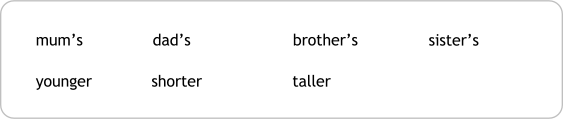 mum’s dad’s brother’s sister’s
younger shorter taller